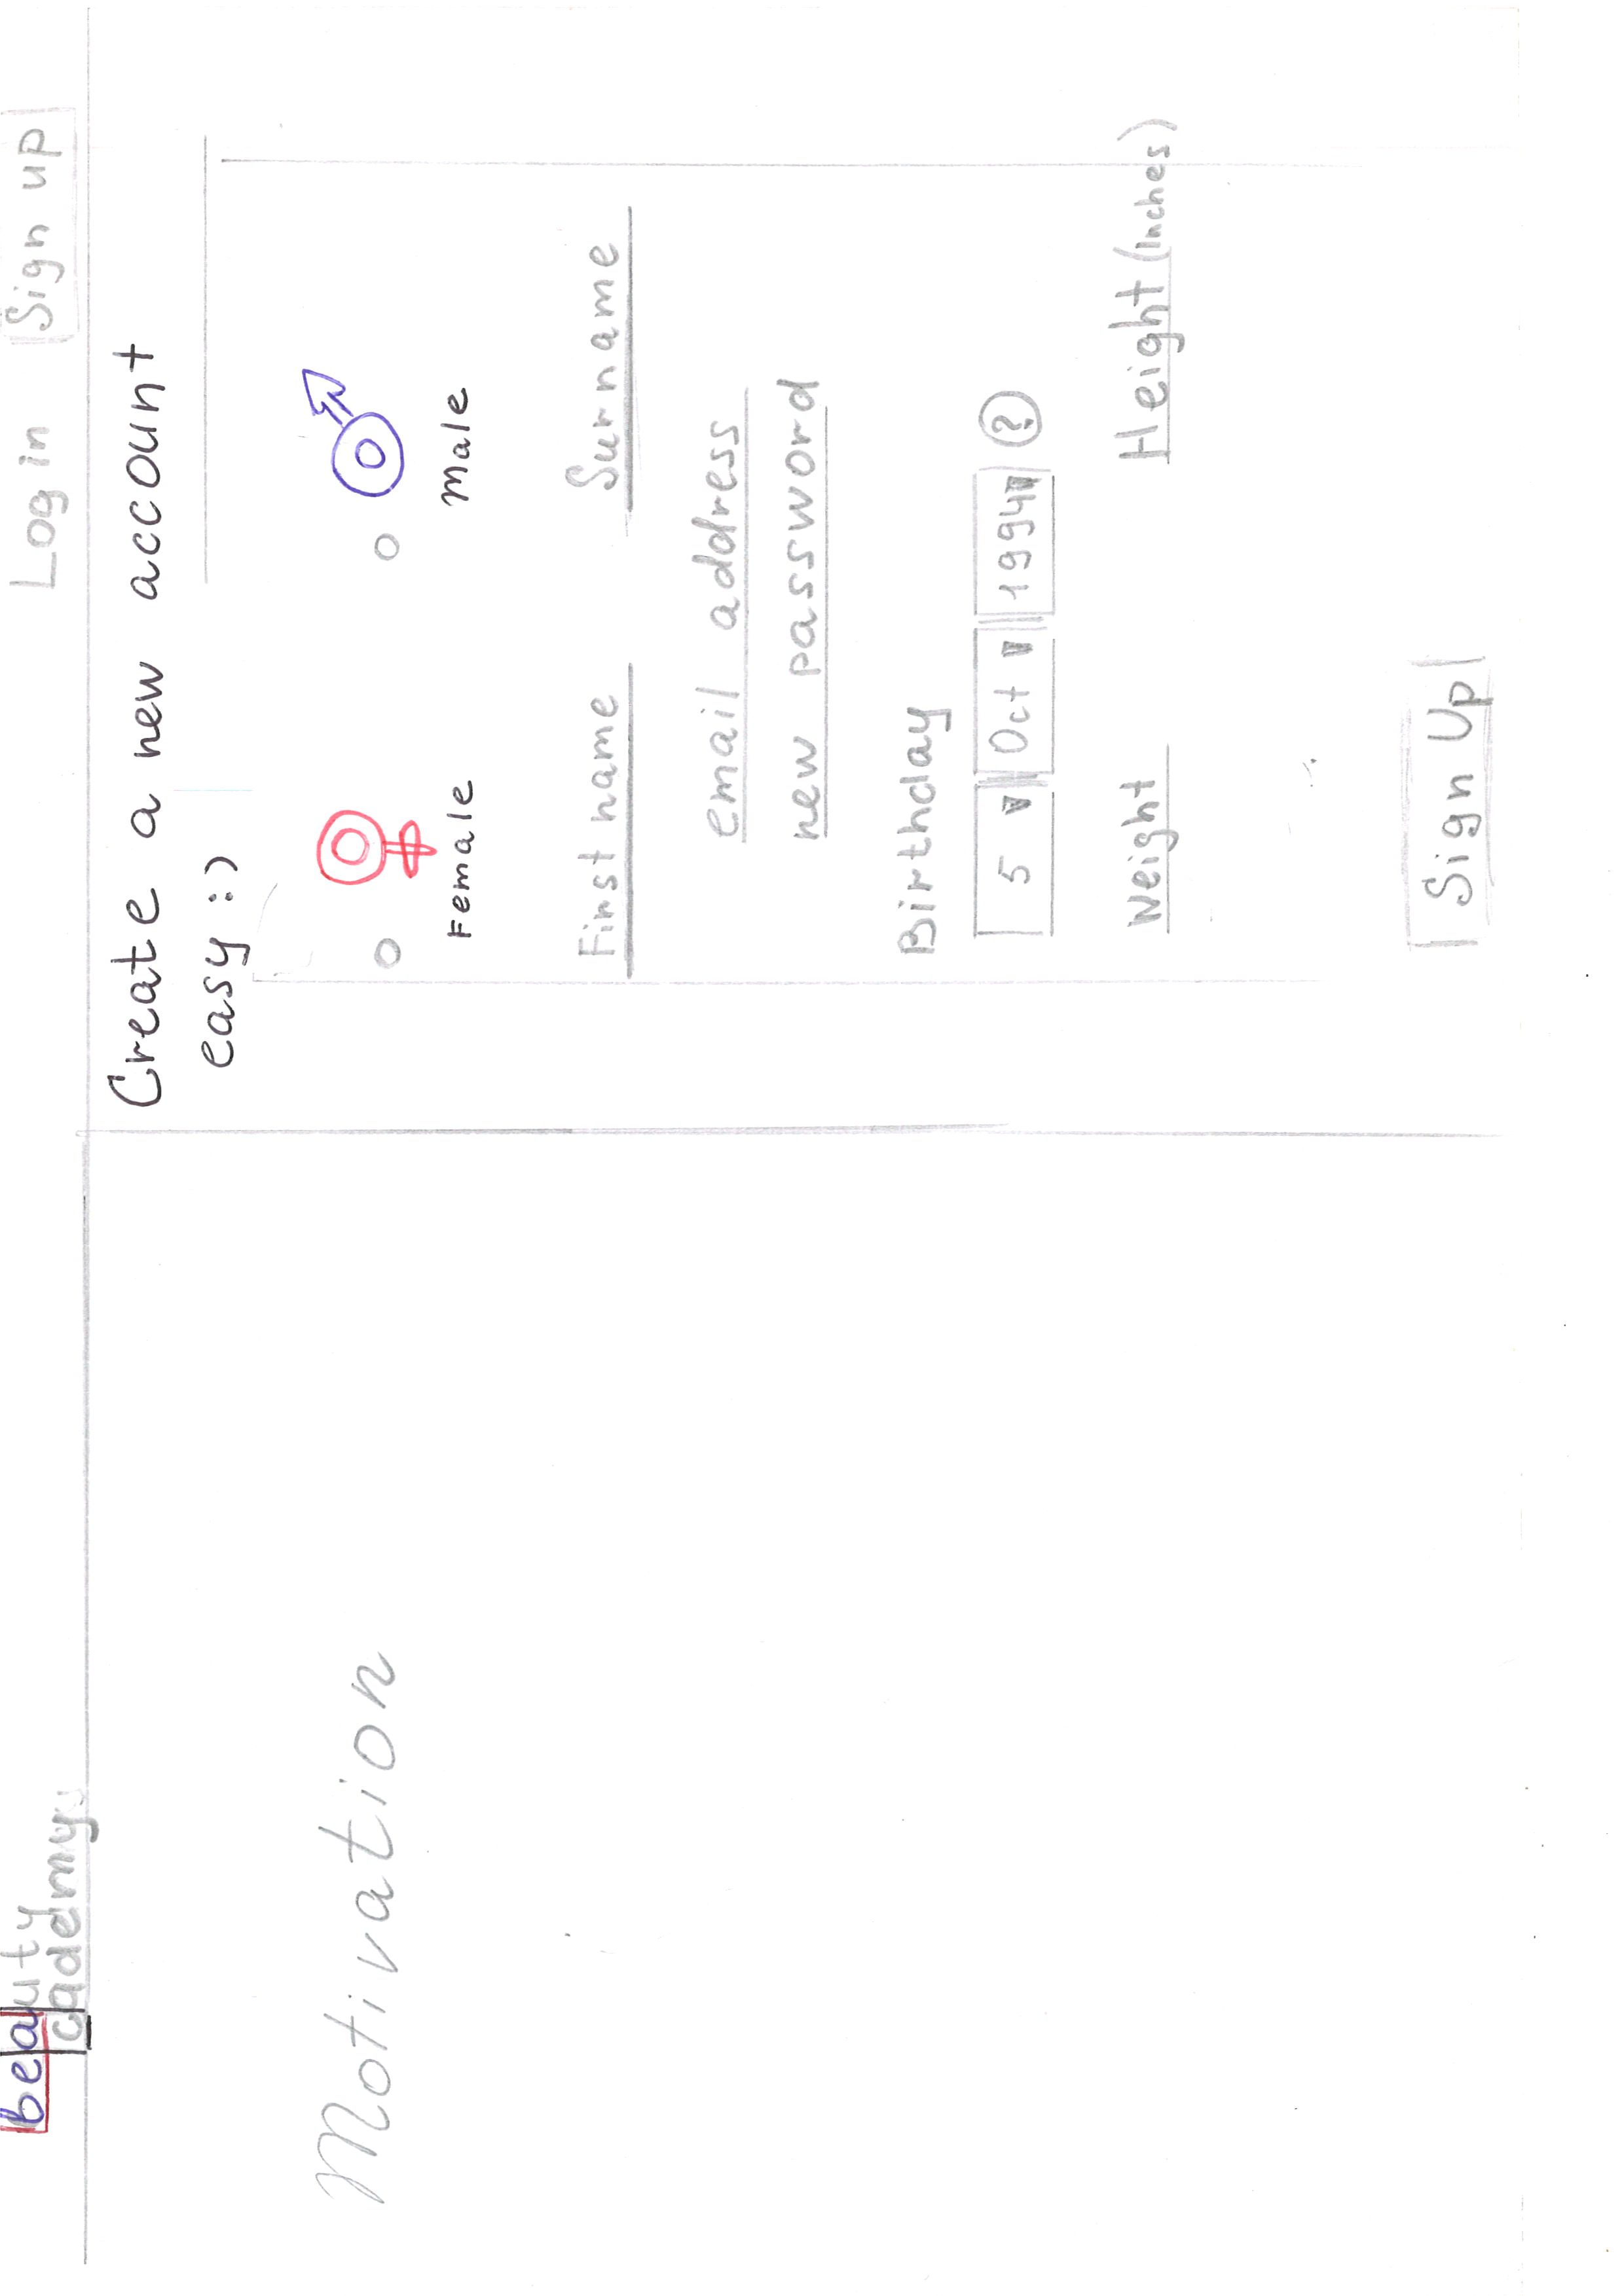 beauty
cademy
Log in
Sign up
Create a new account
easy :)
Motivation
Female
Male
First name
Surname
email address
new password
Birthday
5
Oct
1994
?
Weight
Height (Inches)
Sign Up